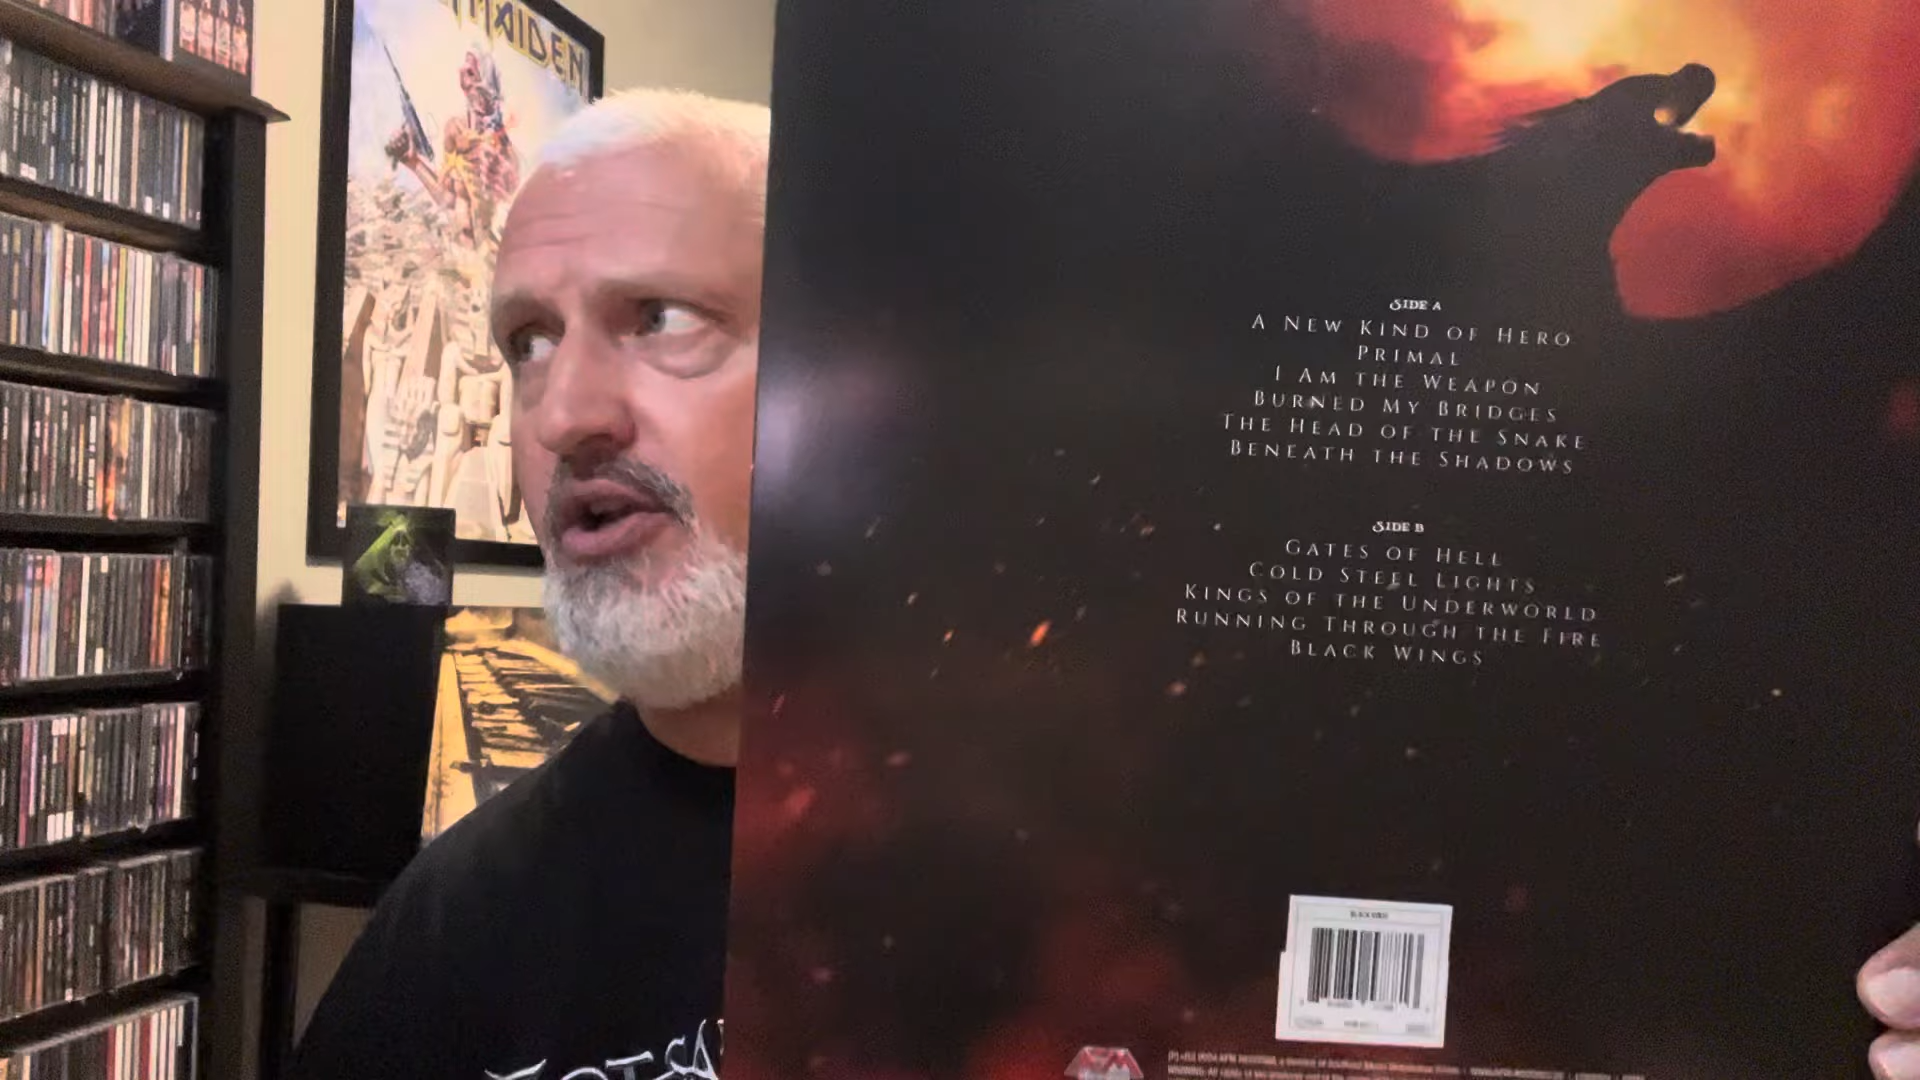 MAIDEN
SIDE A
A NEW KIND OF HERO
PRIMAL
I AM THE WEAPON
BURNED MY BRIDGES
THE HEAD OF THE SNAKE
BENEATH THE SHADOWS
SIDE B
GATES OF HELL
COLD STEEL LIGHTS
KINGS OF THE UNDERWORLD
RUNNING THROUGH THE FIRE
BLACK WINGS